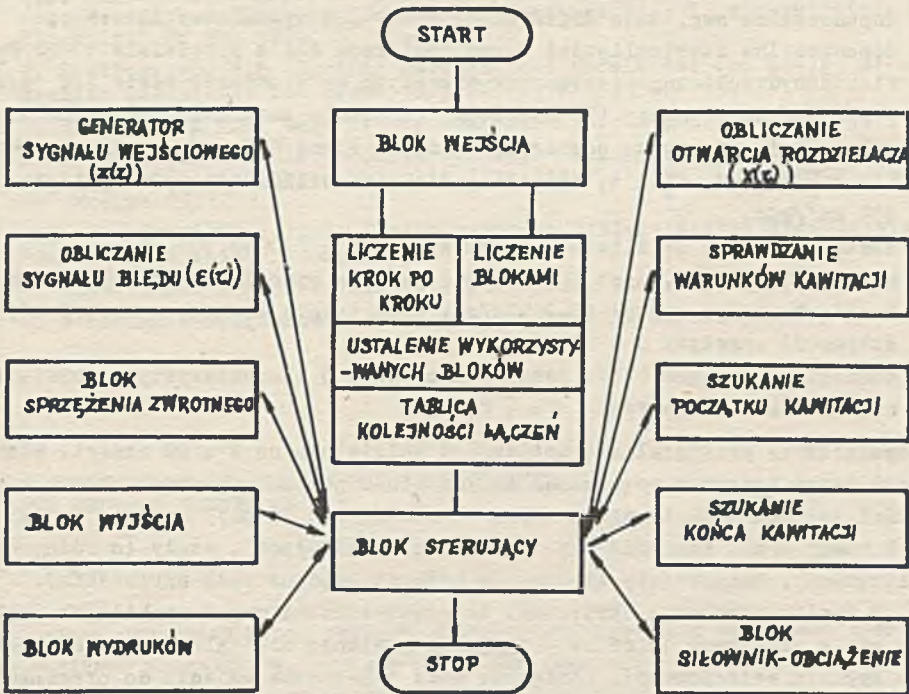 START
GENERATOR
SYGNAŁU WEJŚCIOWEGO
(x(τ))
BLOK WEJŚCIA
OBLICZANIE
OTWARCIA ROZDZIELACZA
(X(τ))
OBLICZANIE
SYGNAŁU BŁĘDU (ε(τ))
LICZENIE
KROK PO
KROKU
LICZENIE
BLOKAMI
SPRAWDZANIE
WARUNKÓW KAWITACJI
USTALENIE WYKORZYSTY-
-WANYCH BLOKÓW
BLOK
SPRZĘŻENIA ZWROTNEGO
TABLICA
KOLEJNOŚCI ŁĄCZEŃ
SZUKANIE
POCZĄTKU KAWITACJI
BLOK WYJŚCIA
BLOK STERUJĄCY
SZUKANIE
KOŃCA KAWITACJI
BLOK WYDRUKÓW
STOP
BLOK
SIŁOWNIK-OBCIĄŻENIE